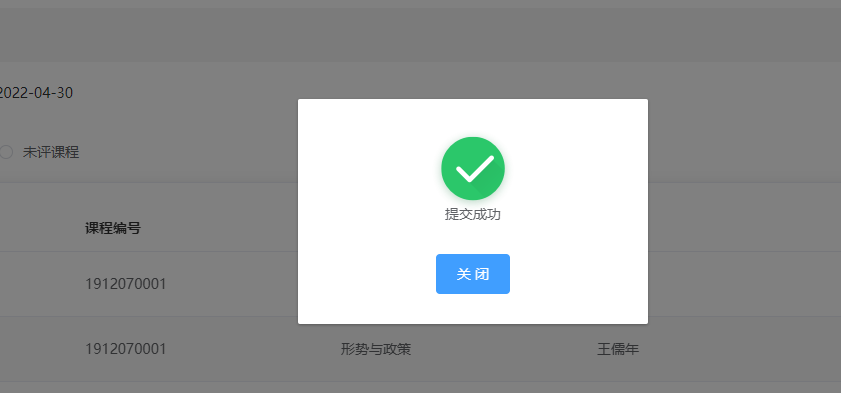 2022-04-30
未评课程
提交成功
课程编号
关 闭
1912070001
1912070001 形势与政策 王儒年